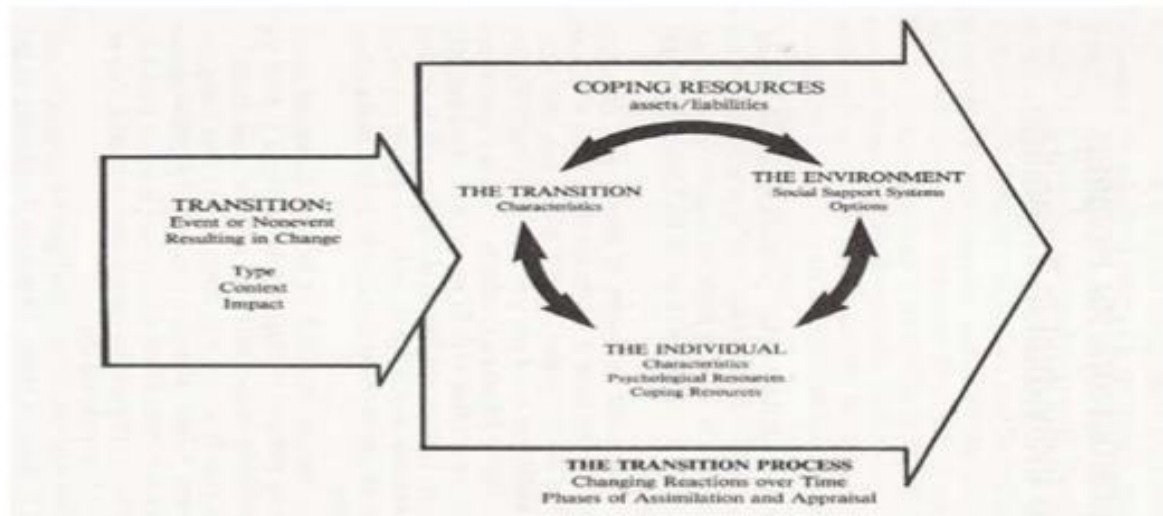 TRANSITION:
Event or Nonevent
Resulting in Change
Type
Context
Impact
COPING RESOURCES
assets/liabilities
THE TRANSITION
Characteristics
THE ENVIRONMENT
Social Support Systems
Options
THE INDIVIDUAL
Characteristics
Psychological Resources
Coping Resources
THE TRANSITION PROCESS
Changing Reactions over Time
Phases of Assimilation and Appraisal